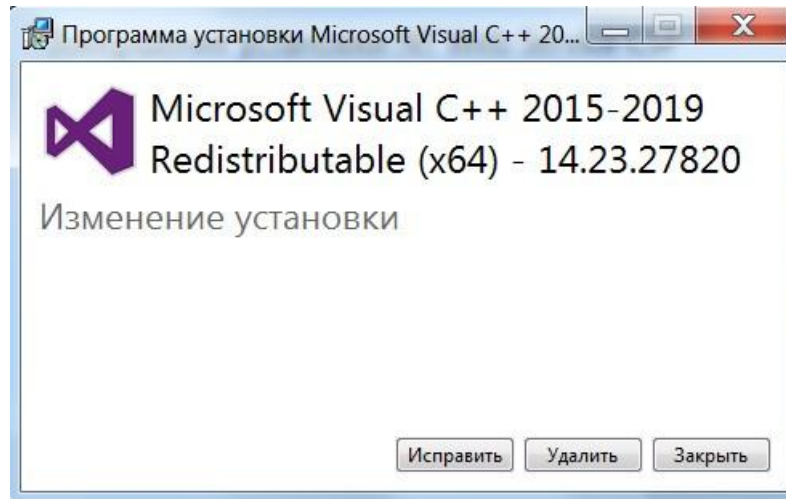 Программа установки Microsoft Visual C++ 20...
Microsoft Visual C++ 2015-2019
Redistributable (x64) - 14.23.27820
Изменение установки
Исправить Удалить Закрыть